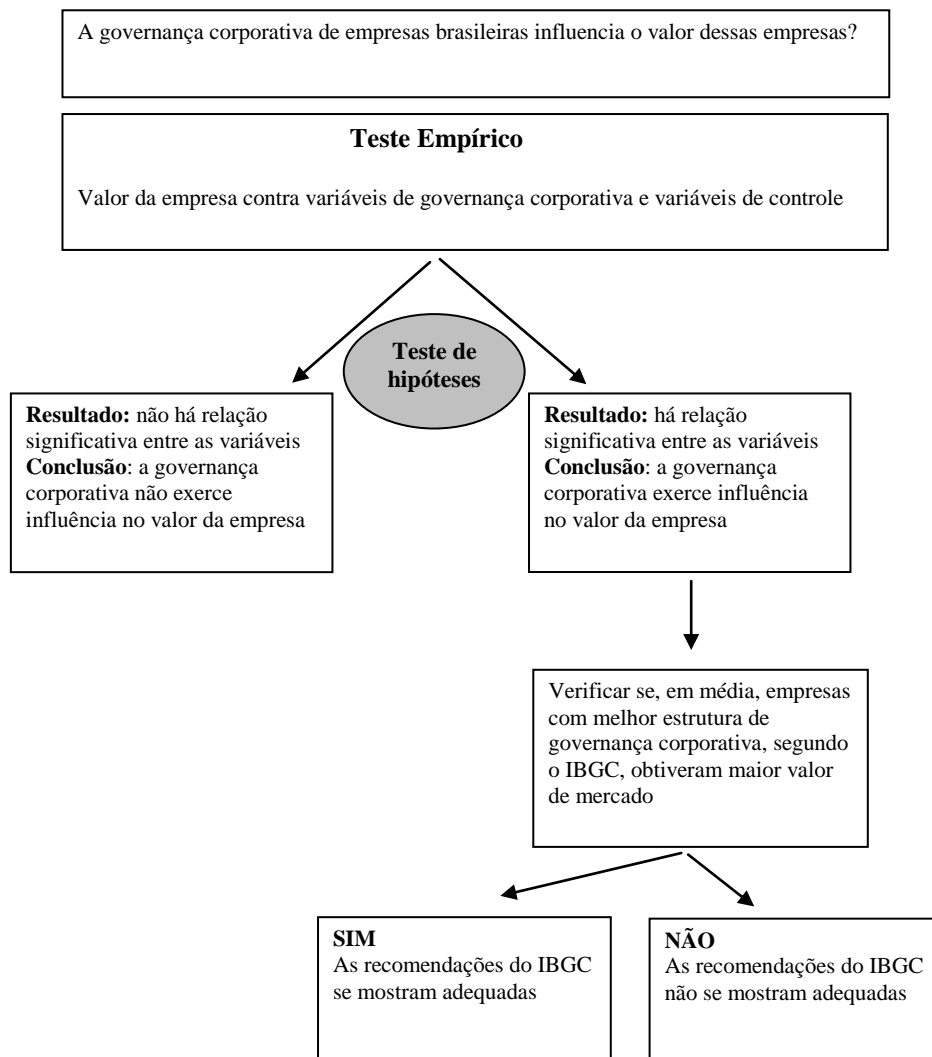 A governança corporativa de empresas brasileiras influencia o valor dessas empresas?
Teste Empírico
Valor da empresa contra variáveis de governança corporativa e variáveis de controle
Teste de
hipóteses
Resultado: não há relação
significativa entre as variáveis
Conclusão: a governança
corporativa não exerce
influência no valor da empresa
Resultado: há relação
significativa entre as variáveis
Conclusão: a governança
corporativa exerce influência
no valor da empresa
Verificar se, em média, empresas
com melhor estrutura de
governança corporativa, segundo
o IBGC, obtiveram maior valor
de mercado
SIM
As recomendações do IBGC
se mostram adequadas
NÃO
As recomendações do IBGC
não se mostram adequadas